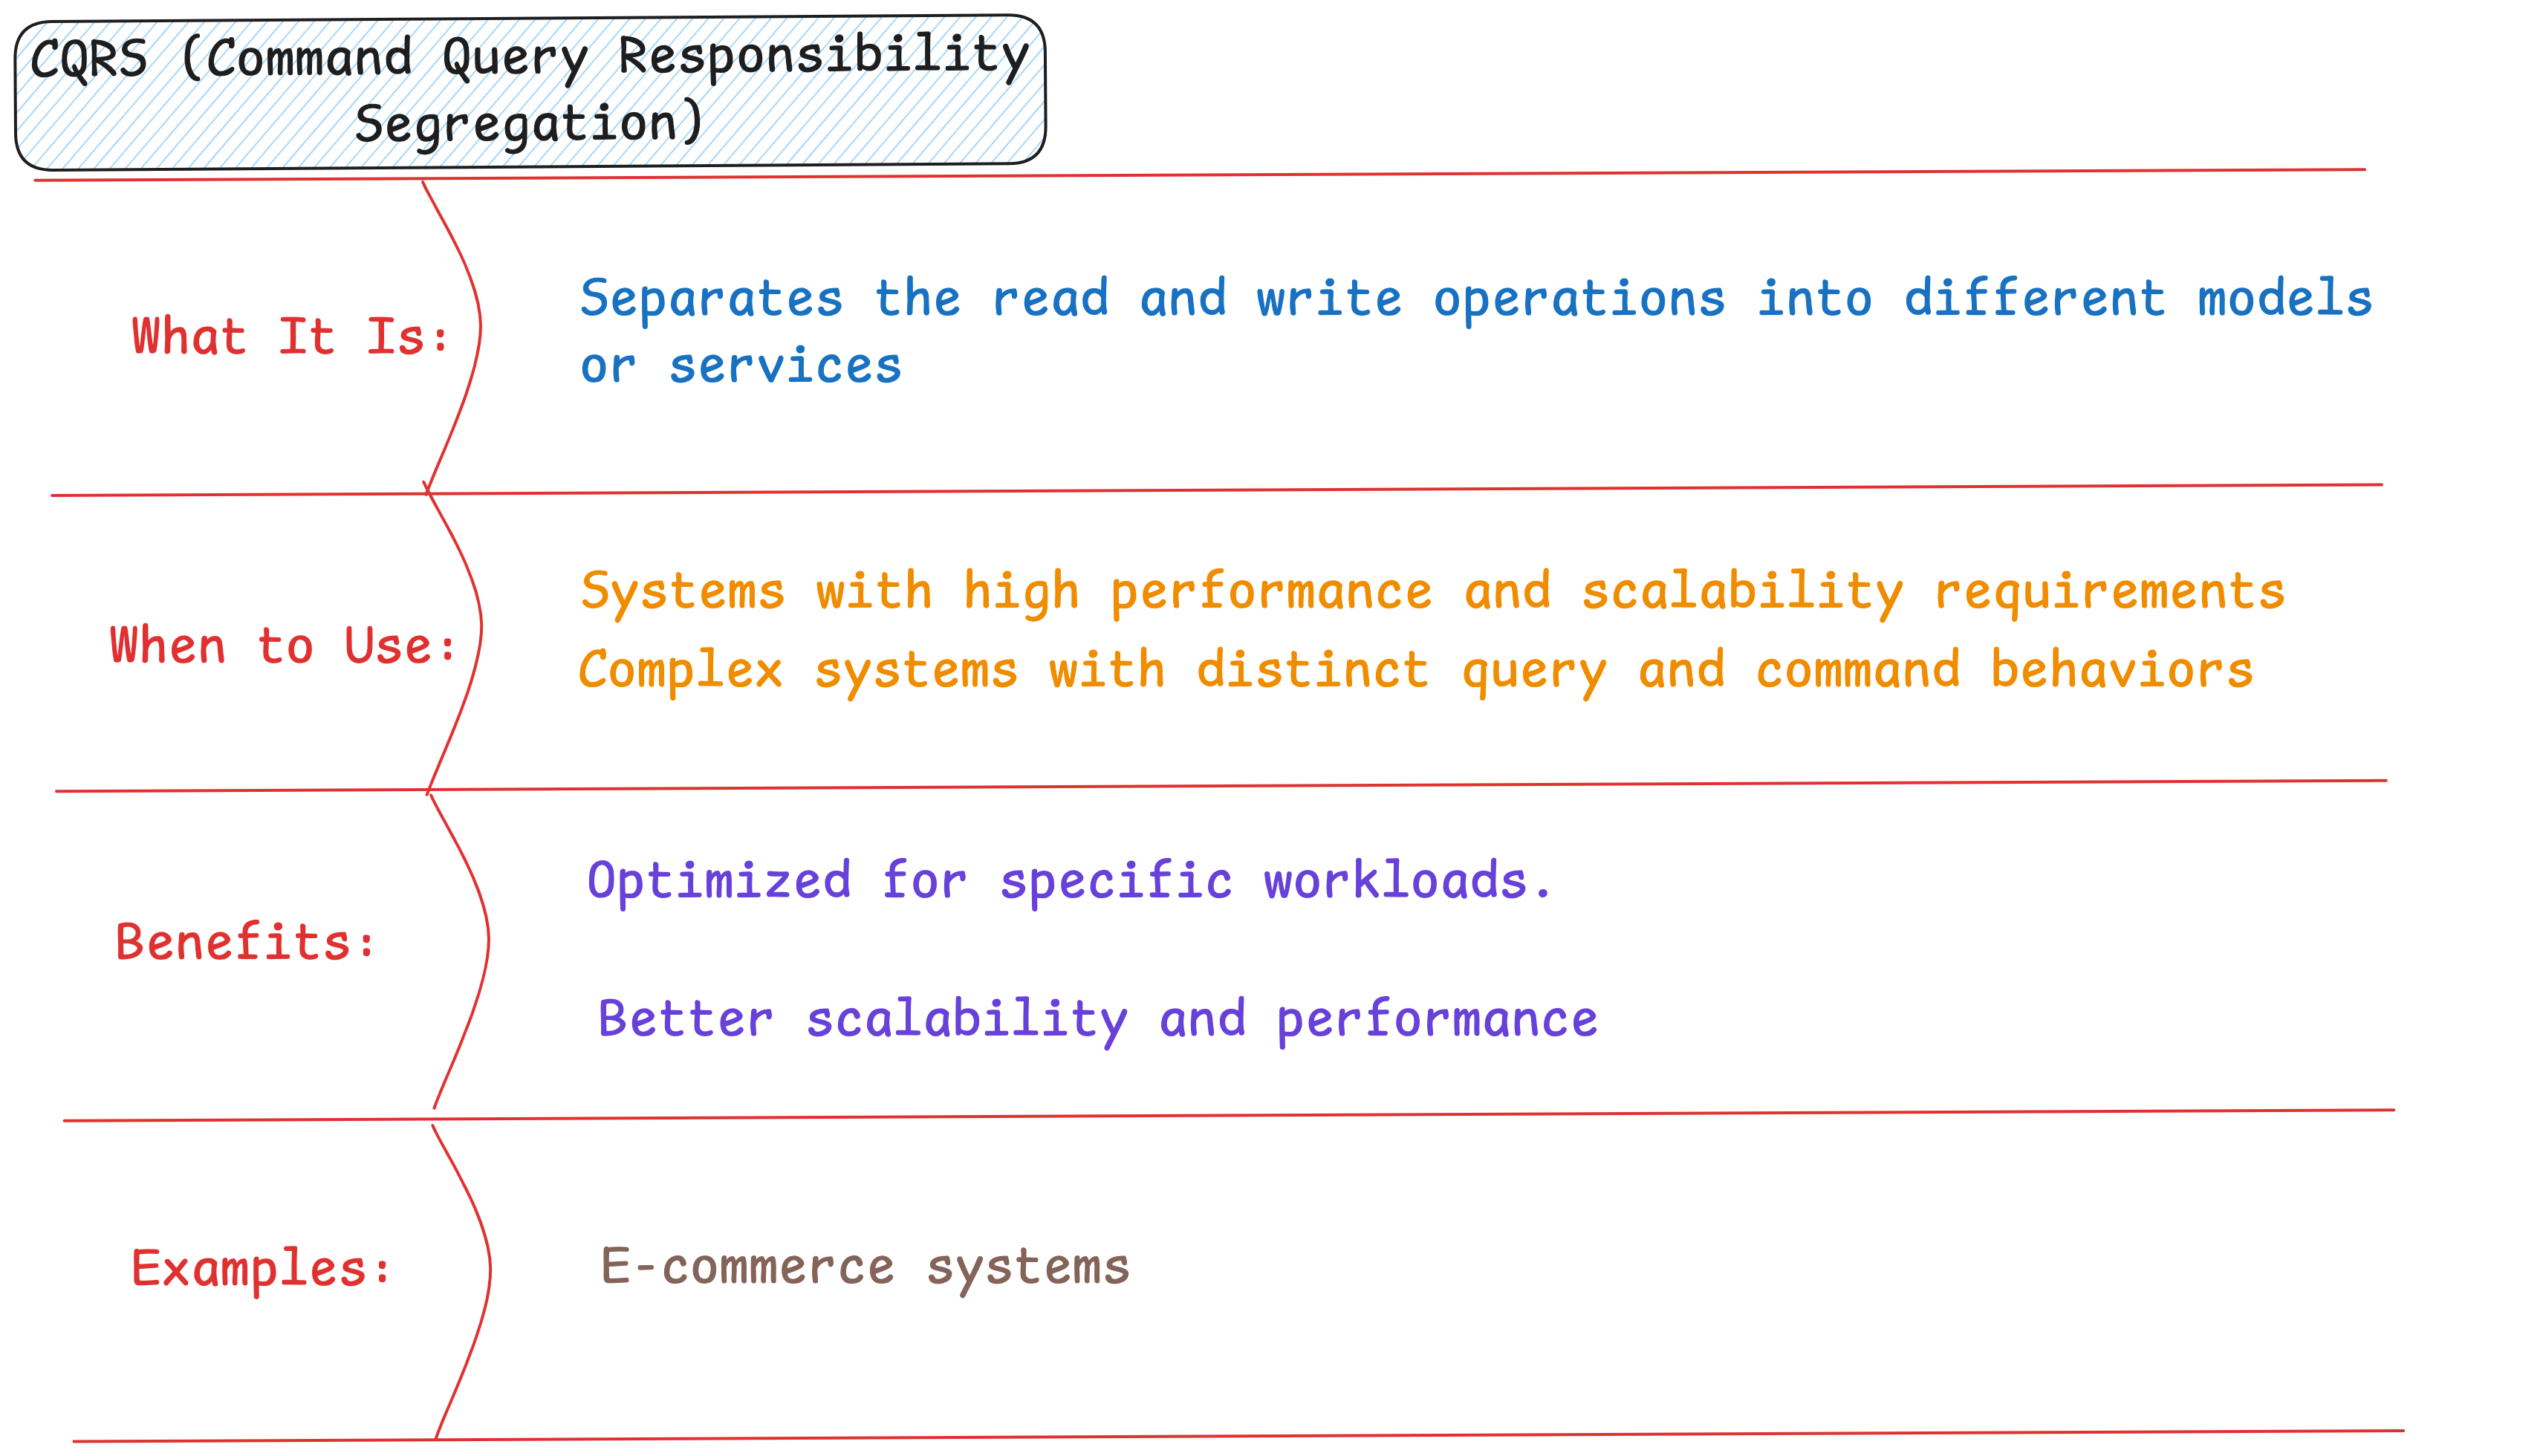 CQRS (Command Query Responsibility
Segregation)
What It Is:
Separates the read and write operations into different models
or services
When to Use:
Systems with high performance and scalability requirements
Complex systems with distinct query and command behaviors
Benefits:
Optimized for specific workloads.
Better scalability and performance
Examples:
E-commerce systems